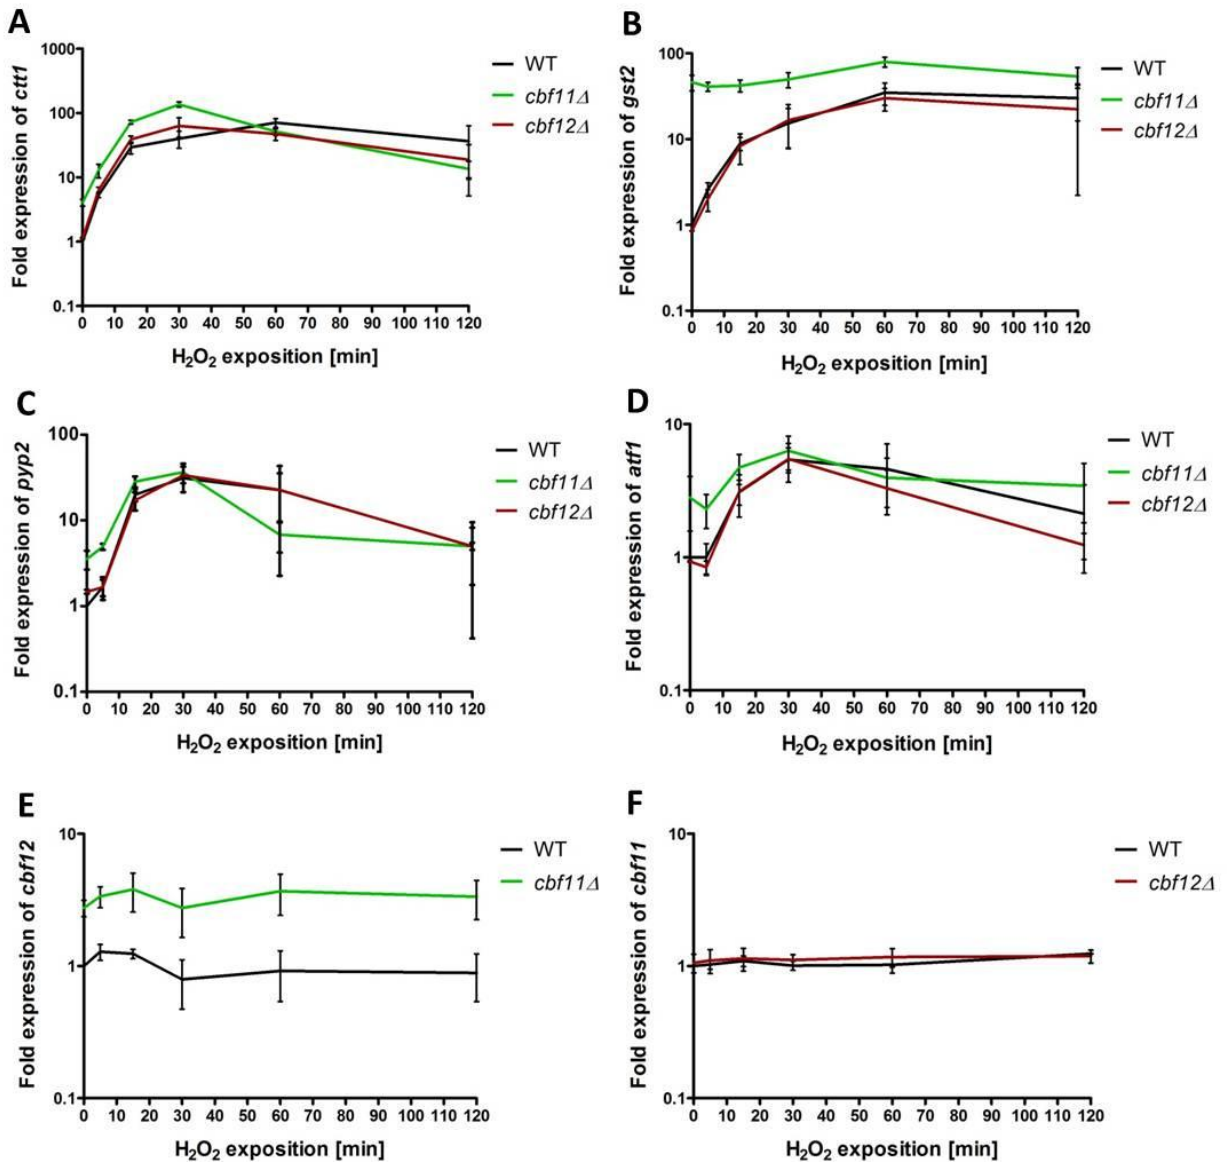 A
Fold expression of ctt1
1000
100
10
1
0.1
0 10 20 30 40 50 60 70 80 90 100 110 120
H₂O₂ exposition [min]
WT
cbf11Δ
cbf12Δ
B
Fold expression of gst2
100
10
1
0.1
0 10 20 30 40 50 60 70 80 90 100 110 120
H₂O₂ exposition [min]
WT
cbf11Δ
cbf12Δ
C
Fold expression of pyp2
100
10
1
0.1
0 10 20 30 40 50 60 70 80 90 100 110 120
H₂O₂ exposition [min]
WT
cbf11Δ
cbf12Δ
D
Fold expression of atf1
10
1
0.1
0 10 20 30 40 50 60 70 80 90 100 110 120
H₂O₂ exposition [min]
WT
cbf11Δ
cbf12Δ
E
Fold expression of cbf12
10
1
0.1
0 10 20 30 40 50 60 70 80 90 100 110 120
H₂O₂ exposition [min]
WT
cbf11Δ
F
Fold expression of cbf11
10
1
0.1
0 10 20 30 40 50 60 70 80 90 100 110 120
H₂O₂ exposition [min]
WT
cbf12Δ